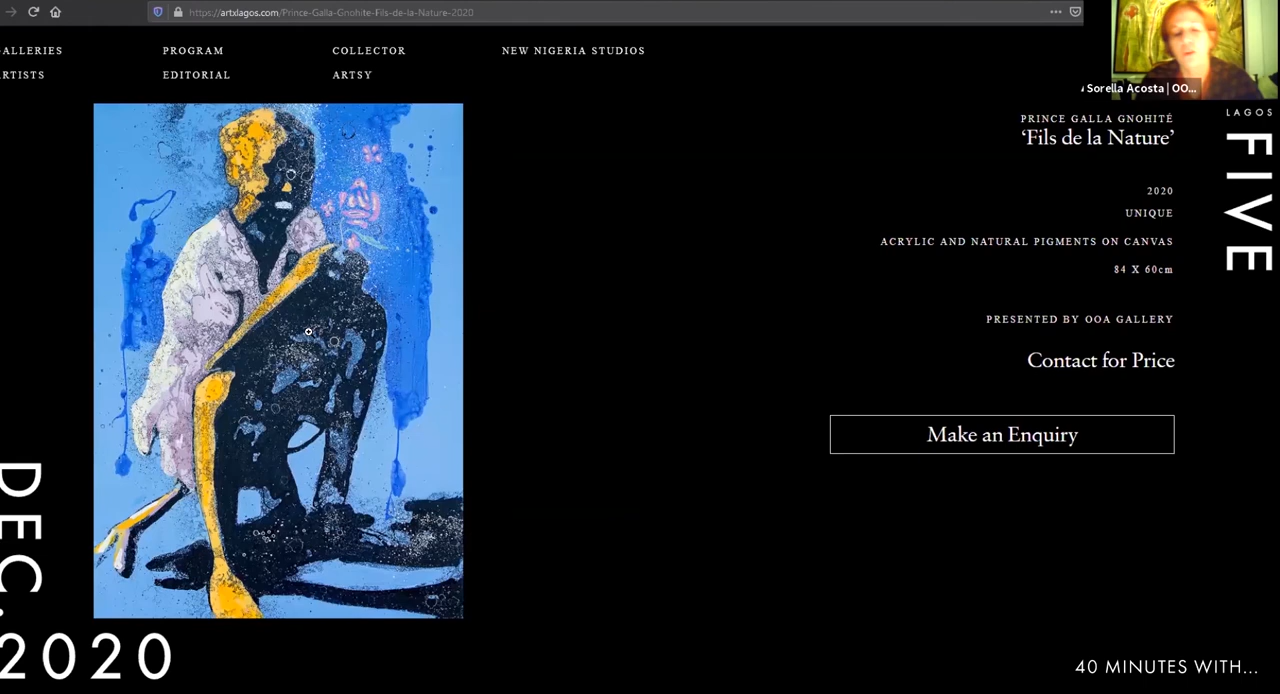 https://artxlagos.com/Prince-Galla-Gnohite-Fils-de-la-Nature-2020
ALLERIES
PROGRAM
COLLECTOR
NEW NIGERIA STUDIOS
RTISTS
EDITORIAL
ARTSY
Sorella Acosta | OO...
LAGOS
FIVE
PRINCE GALLA GNOHITÉ
‘Fils de la Nature’
2020
UNIQUE
ACRYLIC AND NATURAL PIGMENTS ON CANVAS
84 X 60cm
PRESENTED BY OOA GALLERY
Contact for Price
Make an Enquiry
DEC.
2020
40 MINUTES WITH...